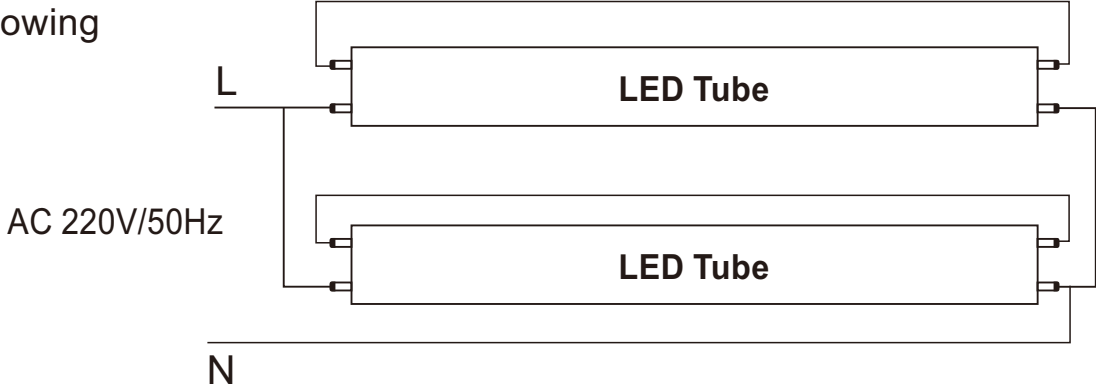 owing
LED Tube
L
AC 220V/50Hz
LED Tube
N